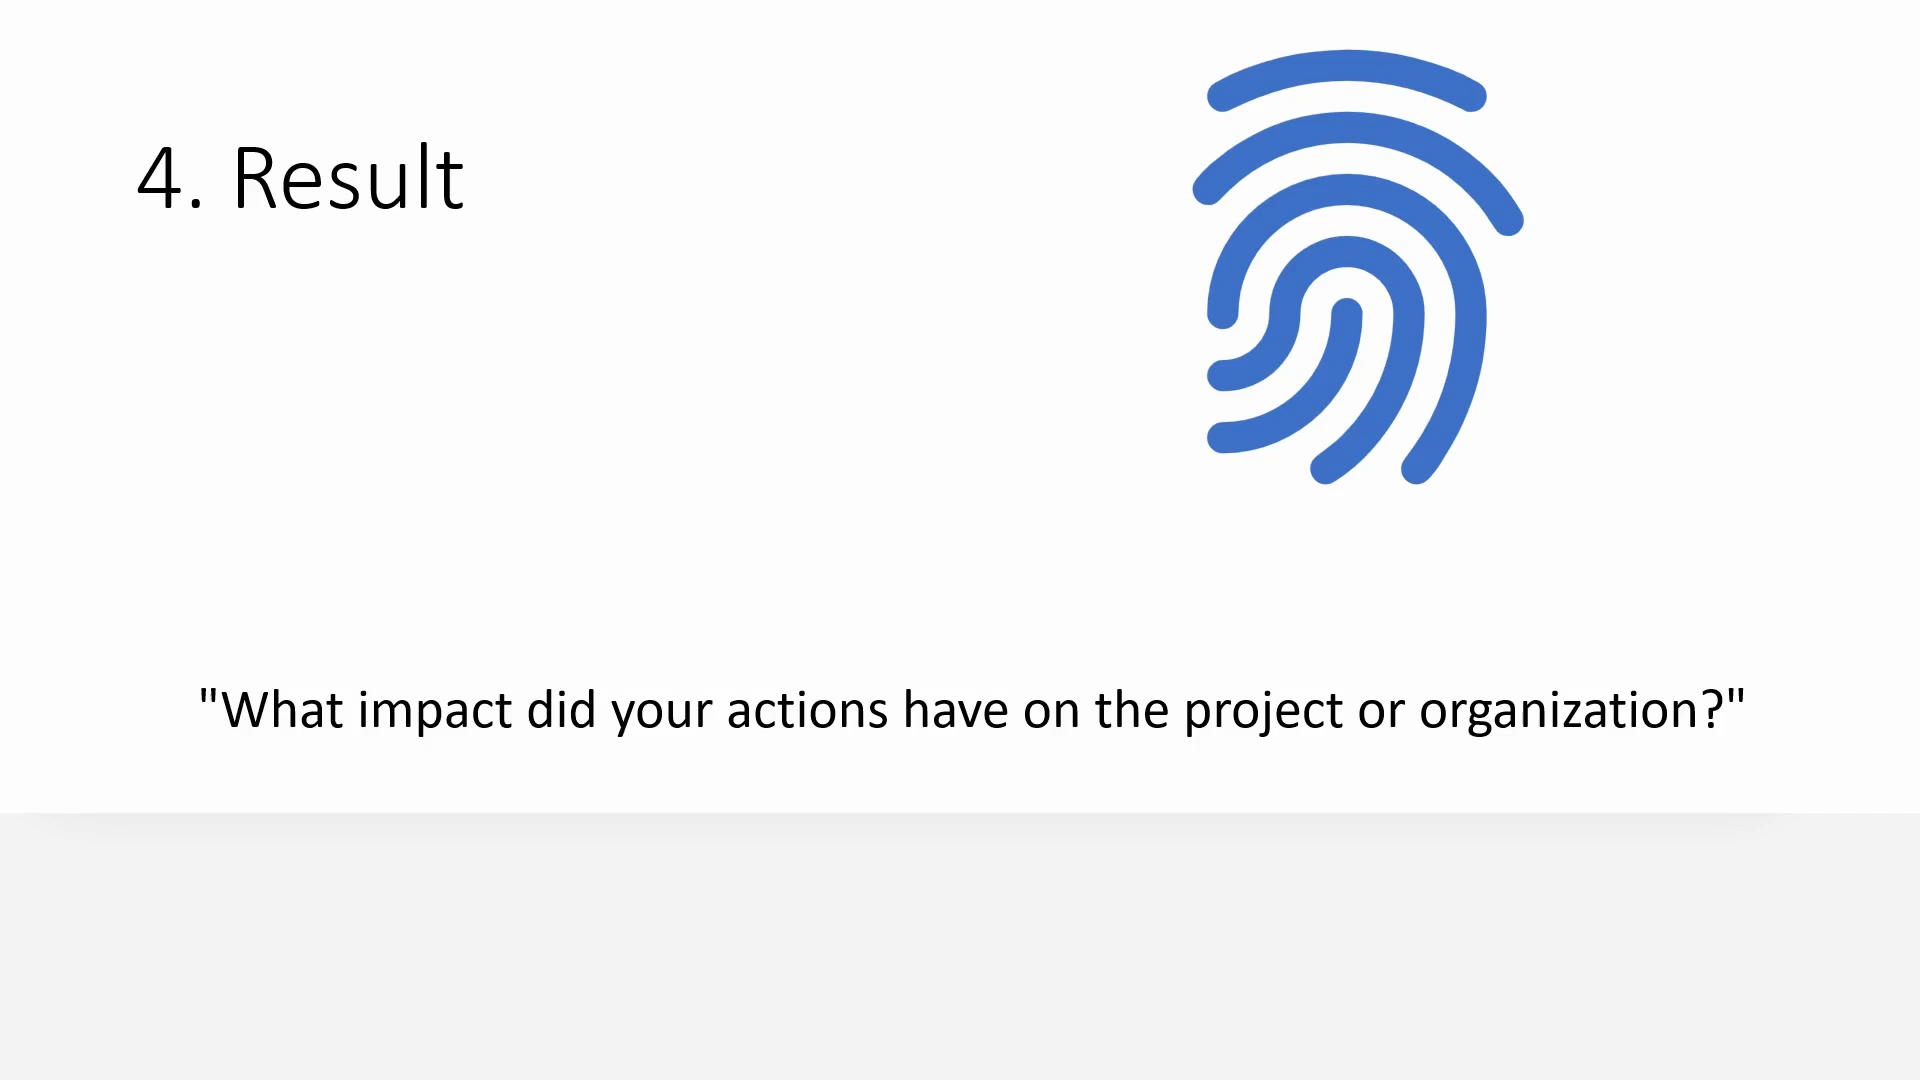 4. Result
"What impact did your actions have on the project or organization?"